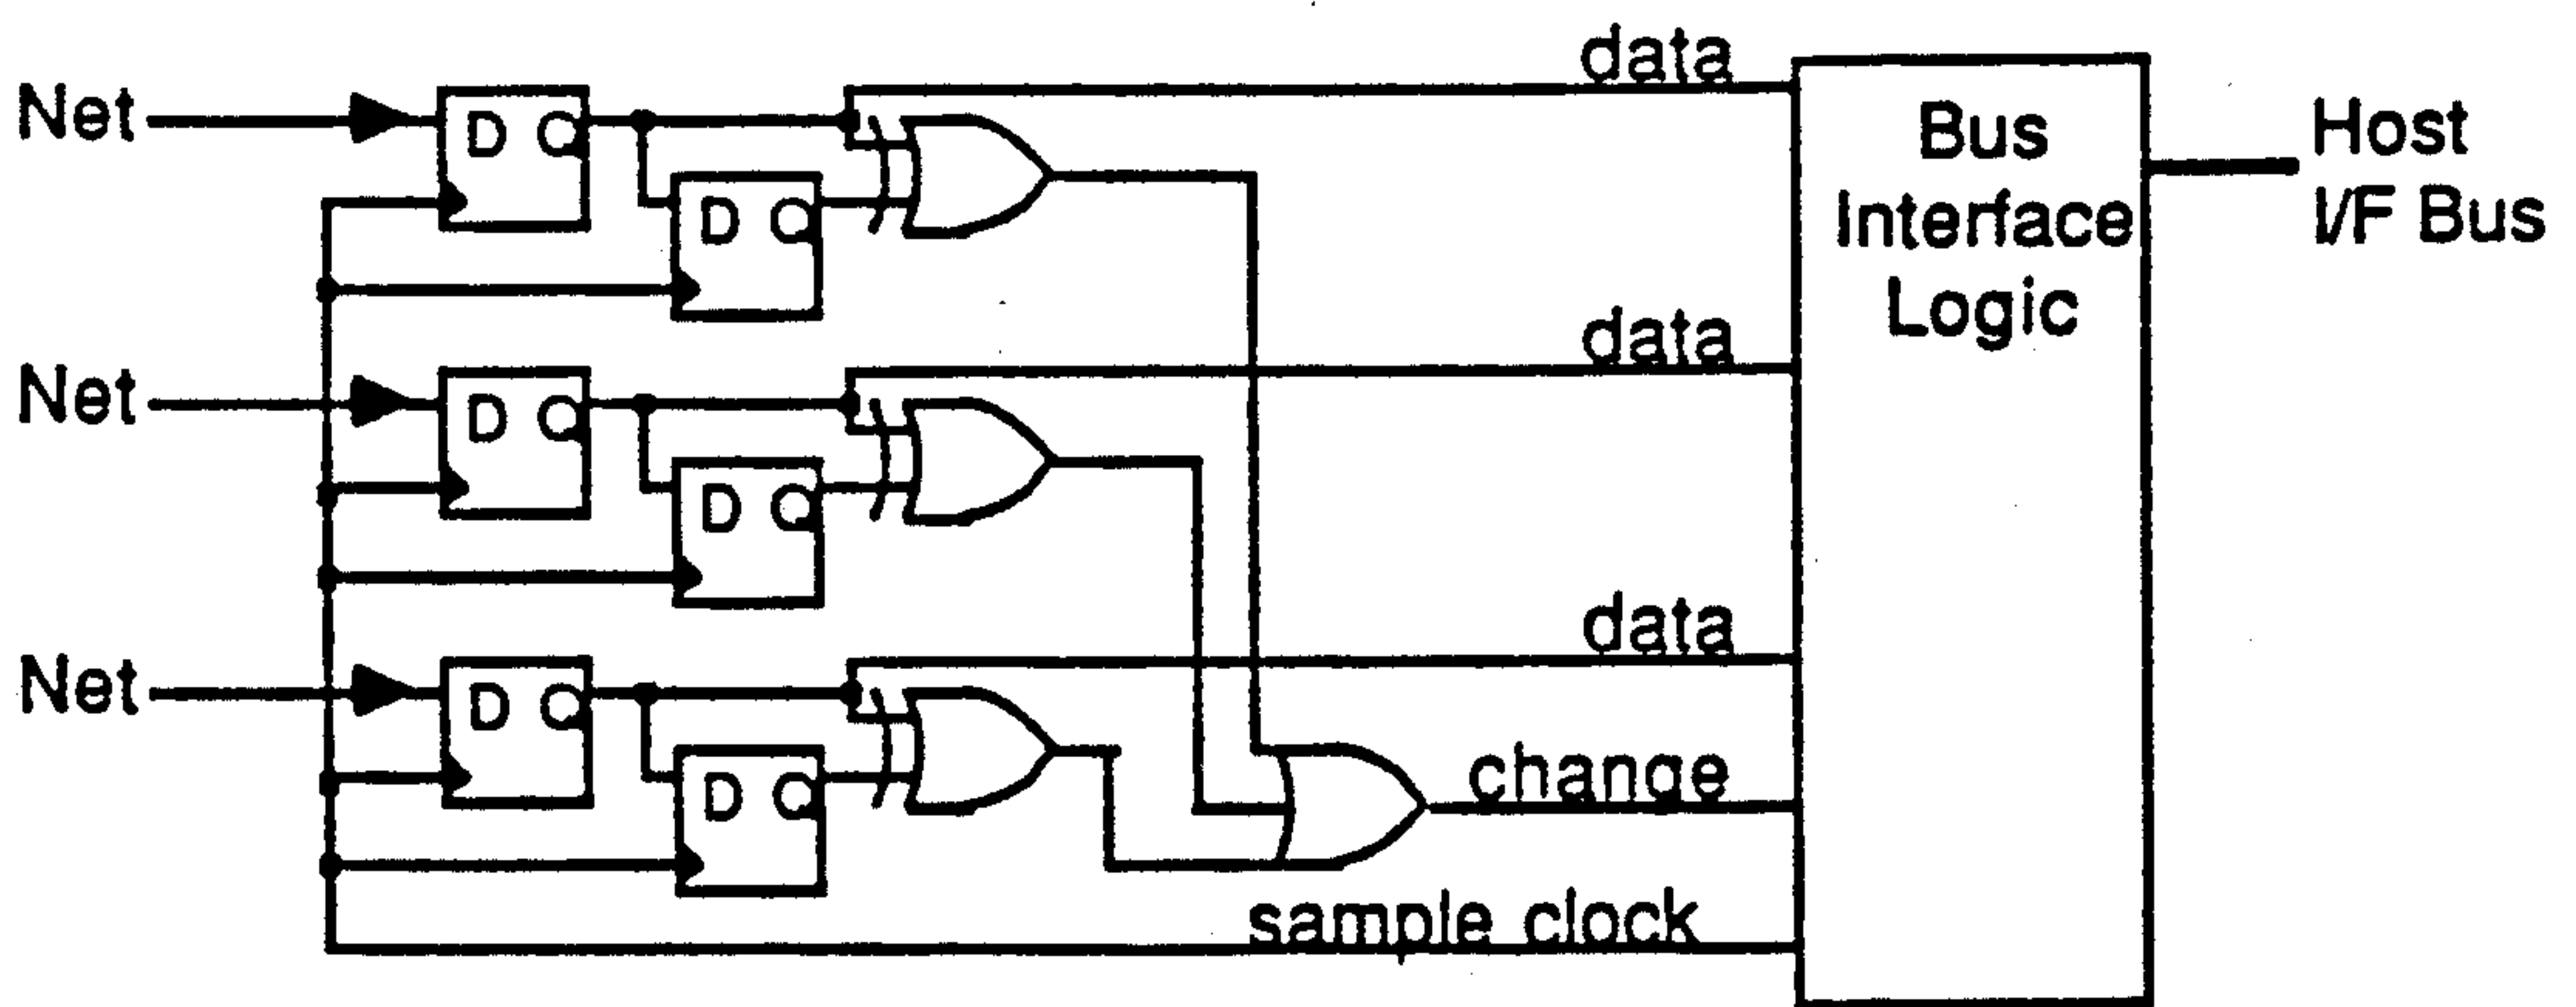 Net
D Q
D Q
data
Net
D Q
D Q
data
Net
D Q
D Q
data
change
sample clock
Bus
Interface
Logic
Host
I/F Bus